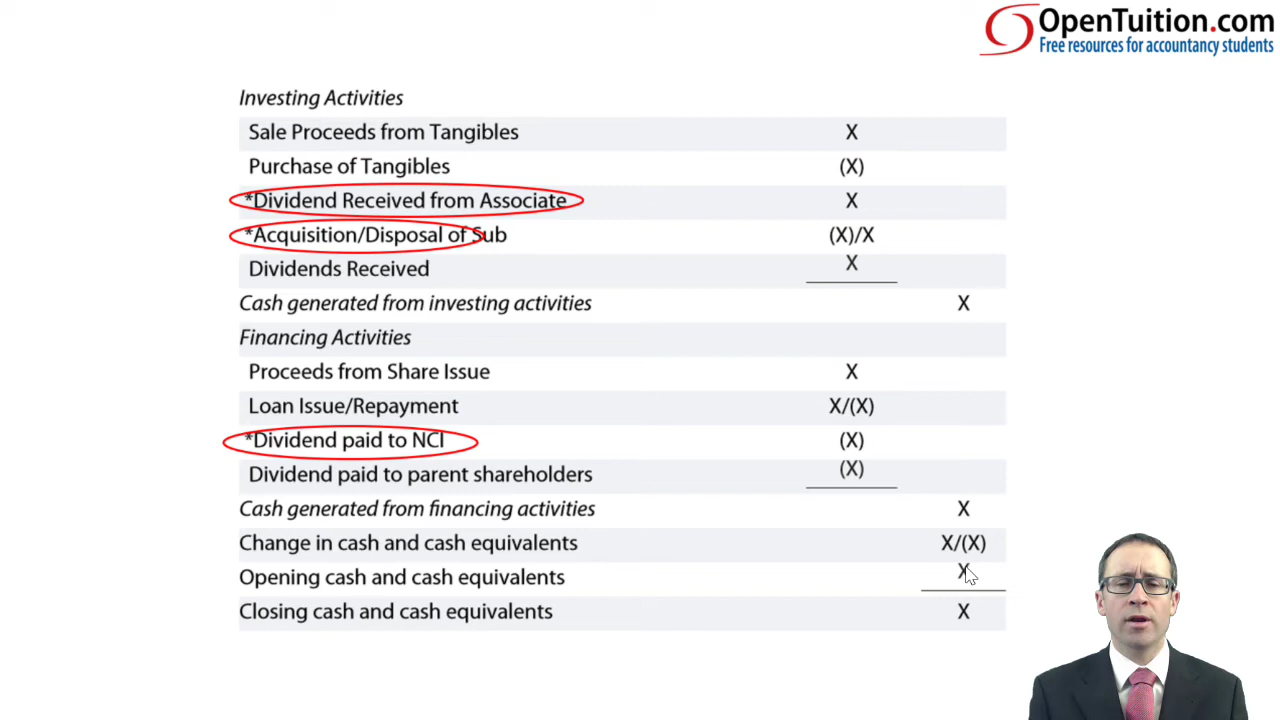 OpenTuition.com
Free resources for accountancy students
Investing Activities
Sale Proceeds from Tangibles X
Purchase of Tangibles (X)
*Dividend Received from Associate X
*Acquisition/Disposal of Sub (X)/X
Dividends Received X
Cash generated from investing activities X
Financing Activities
Proceeds from Share Issue X
Loan Issue/Repayment X/(X)
*Dividend paid to NCI (X)
Dividend paid to parent shareholders (X)
Cash generated from financing activities X
Change in cash and cash equivalents X/(X)
Opening cash and cash equivalents X
Closing cash and cash equivalents X